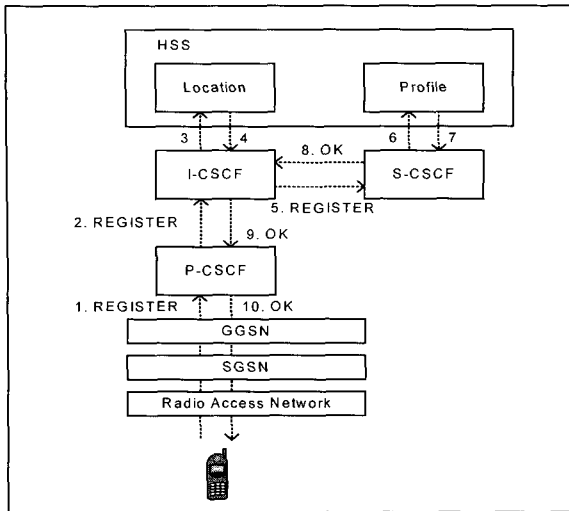 HSS
Location
Profile
3
4
6
7
8. OK
I-CSCF
S-CSCF
5. REGISTER
2. REGISTER
9. OK
P-CSCF
1. REGISTER
10. OK
GGSN
SGSN
Radio Access Network